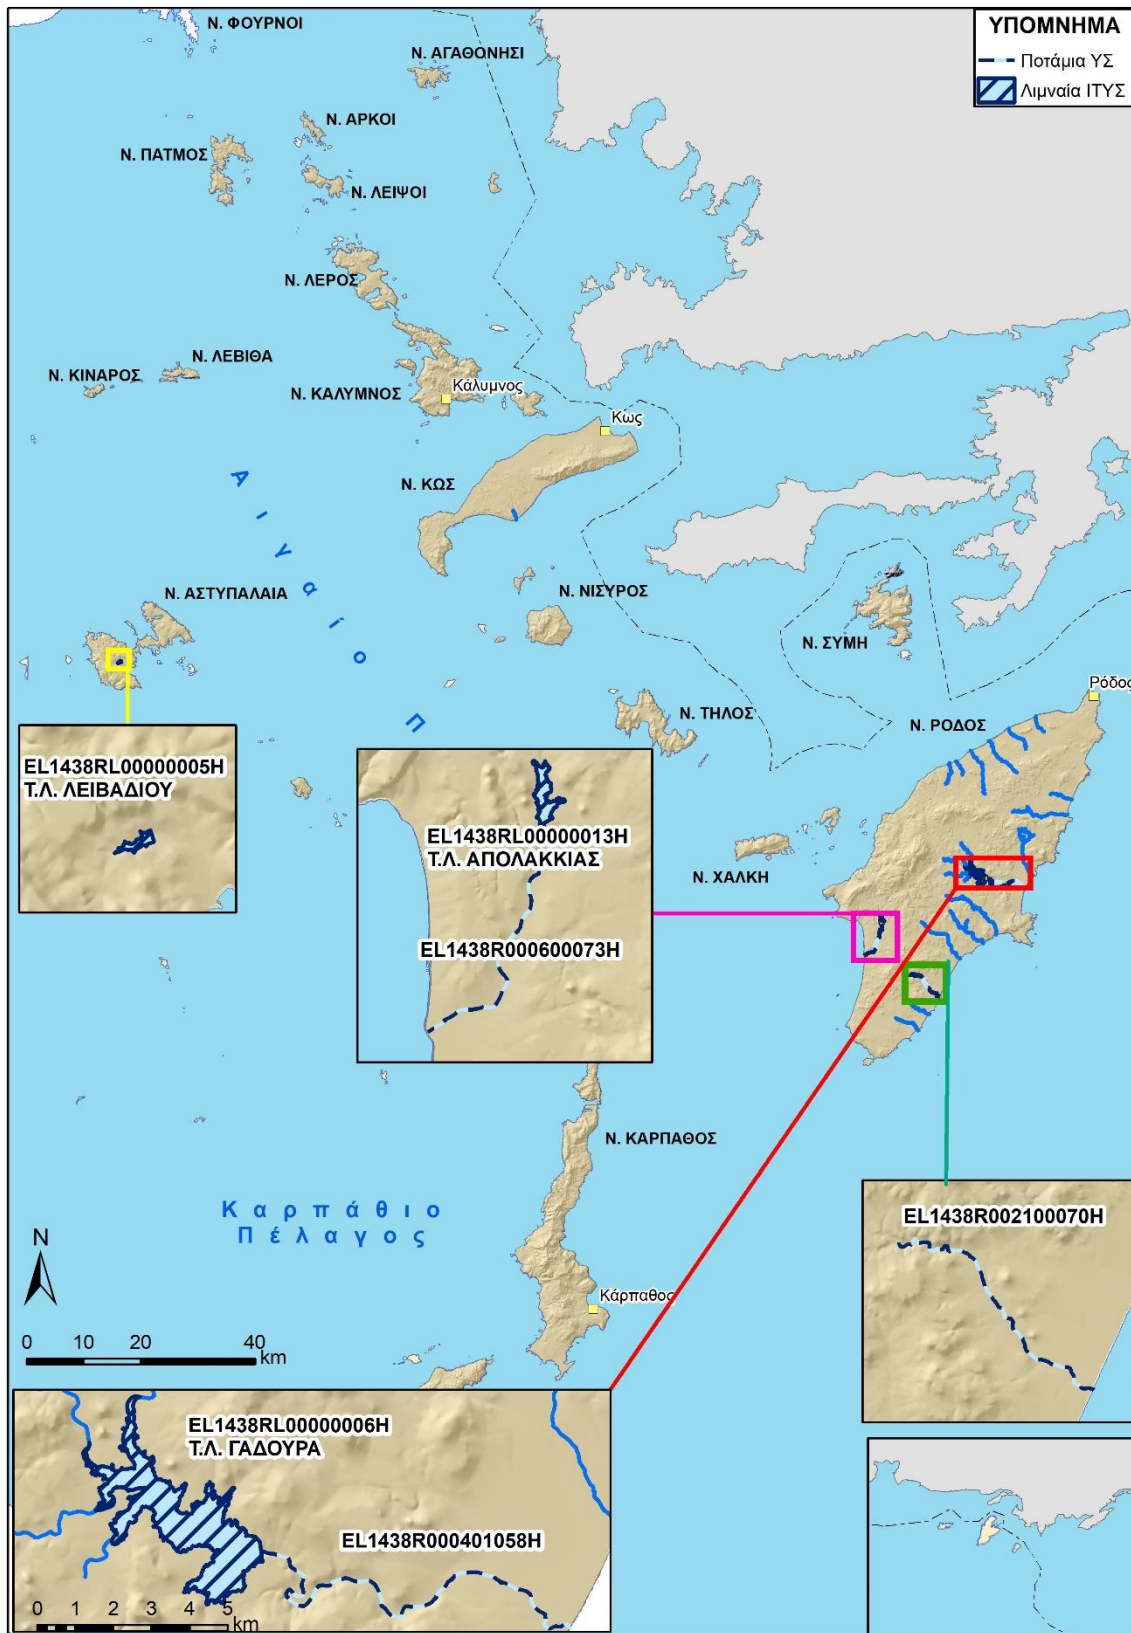 Ν. ΦΟΥΡΝΟΙ
ΥΠΟΜΝΗΜΑ
Ποτάμια ΥΣ
Λιμναία ΙΤΥΣ
Ν. ΑΓΑΘΟΝΗΣΙ
Ν. ΑΡΚΟΙ
Ν. ΠΑΤΜΟΣ
Ν. ΛΕΙΨΟΙ
Ν. ΛΕΡΟΣ
Ν. ΛΕΒΙΘΑ
Ν. ΚΙΝΑΡΟΣ
Ν. ΚΑΛΥΜΝΟΣ
Κάλυμνος
Κως
Ν. ΚΩΣ
Αιγαίο Π
Ν. ΑΣΤΥΠΑΛΑΙΑ
Ν. ΝΙΣΥΡΟΣ
Ν. ΣΥΜΗ
Ρόδος
Ν. ΤΗΛΟΣ
Ν. ΡΟΔΟΣ
EL1438RL00000005H
Τ.Λ. ΛΕΙΒΑΔΙΟΥ
EL1438RL00000013H
Τ.Λ. ΑΠΟΛΑΚΚΙΑΣ
Ν. ΧΑΛΚΗ
EL1438R000600073H
Ν. ΚΑΡΠΑΘΟΣ
Καρπάθιο
Πέλαγος
EL1438R002100070H
N
Κάρπαθος
0 10 20 40
km
EL1438RL00000006H
Τ.Λ. ΓΑΔΟΥΡΑ
EL1438R000401058H
0 1 2 3 4 5
km